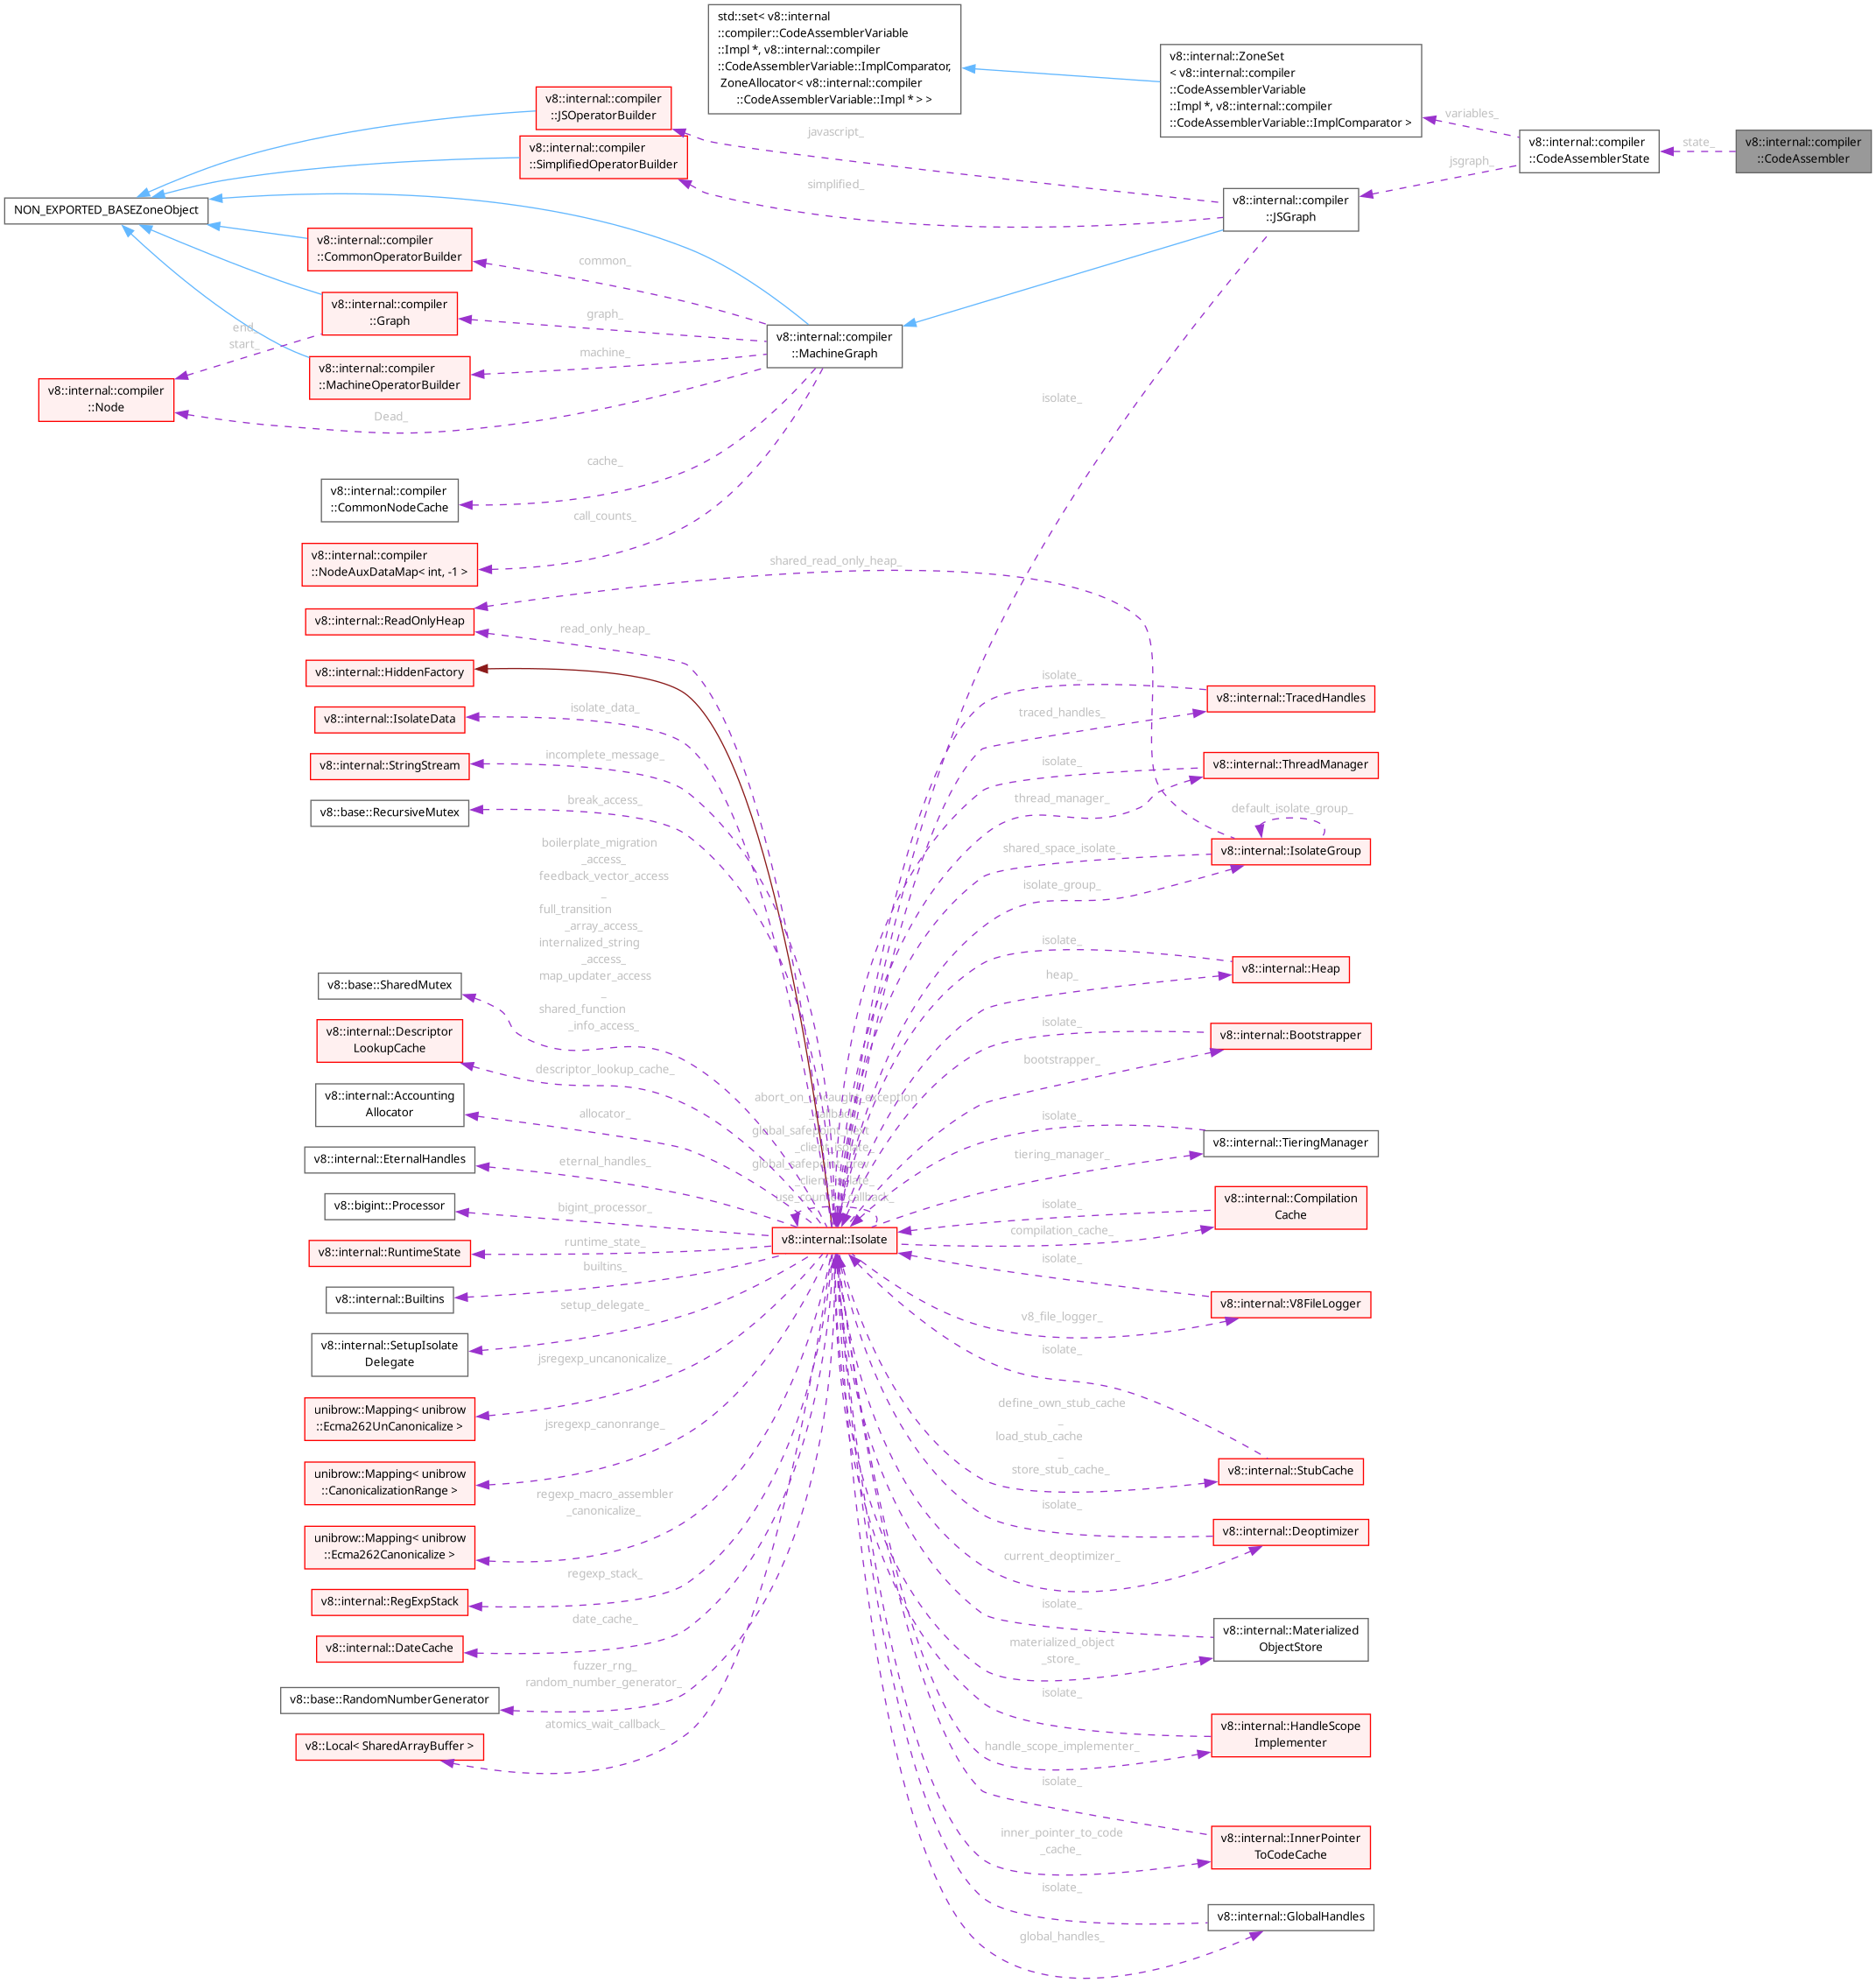 std::set< v8::internal
::compiler::CodeAssemblerVariable
::Impl *, v8::internal::compiler
::CodeAssemblerVariable::ImplComparator,
ZoneAllocator< v8::internal::compiler
::CodeAssemblerVariable::Impl * > >
v8::internal::ZoneSet
< v8::internal::compiler
::CodeAssemblerVariable
::Impl *, v8::internal::compiler
::CodeAssemblerVariable::ImplComparator >
variables_
v8::internal::compiler
::CodeAssemblerState
state_
v8::internal::compiler
::CodeAssembler
jsgraph_
v8::internal::compiler
::JSOperatorBuilder
javascript_
v8::internal::compiler
::SimplifiedOperatorBuilder
simplified_
v8::internal::compiler
::JSGraph
NON_EXPORTED_BASEZoneObject
v8::internal::compiler
::CommonOperatorBuilder
common_
v8::internal::compiler
::Graph
graph_
end_
start_
v8::internal::compiler
::MachineGraph
machine_
v8::internal::compiler
::MachineOperatorBuilder
v8::internal::compiler
::Node
Dead_
isolate_
cache_
v8::internal::compiler
::CommonNodeCache
call_counts_
v8::internal::compiler
::NodeAuxDataMap< int, -1 >
shared_read_only_heap_
v8::internal::ReadOnlyHeap
read_only_heap_
v8::internal::HiddenFactory
v8::internal::IsolateData
isolate_data_
v8::internal::StringStream
incomplete_message_
v8::base::RecursiveMutex
break_access_
isolate_
v8::internal::TracedHandles
traced_handles_
isolate_
v8::internal::ThreadManager
thread_manager_
default_isolate_group_
shared_space_isolate_
v8::internal::IsolateGroup
isolate_group_
boilerplate_migration
_access_
feedback_vector_access
_
full_transition
_array_access_
internalized_string
_access_
map_updater_access
_
shared_function
_info_access_
v8::base::SharedMutex
isolate_
v8::internal::Heap
heap_
v8::internal::Descriptor
LookupCache
descriptor_lookup_cache_
isolate_
v8::internal::Bootstrapper
bootstrapper_
v8::internal::Accounting
Allocator
allocator_
abort_on_uncaught_exception
_callback_
global_safepoint_next
_client_isolate_
global_safepoint_prev
_client_isolate_
use_counter_callback_
isolate_
v8::internal::TieringManager
tiering_manager_
v8::internal::EternalHandles
eternal_handles_
v8::bigint::Processor
bigint_processor_
isolate_
v8::internal::Compilation
Cache
compilation_cache_
v8::internal::Isolate
v8::internal::RuntimeState
runtime_state_
v8::internal::Builtins
builtins_
isolate_
v8::internal::V8FileLogger
v8_file_logger_
v8::internal::SetupIsolate
Delegate
setup_delegate_
isolate_
unibrow::Mapping< unibrow
::Ecma262UnCanonicalize >
jsregexp_uncanonicalize_
define_own_stub_cache
_
load_stub_cache
_
store_stub_cache_
v8::internal::StubCache
unibrow::Mapping< unibrow
::CanonicalizationRange >
jsregexp_canonrange_
isolate_
v8::internal::Deoptimizer
current_deoptimizer_
unibrow::Mapping< unibrow
::Ecma262Canonicalize >
regexp_macro_assembler
_canonicalize_
v8::internal::RegExpStack
regexp_stack_
isolate_
v8::internal::Materialized
ObjectStore
materialized_object
_store_
v8::internal::DateCache
date_cache_
v8::base::RandomNumberGenerator
fuzzer_rng_
random_number_generator_
isolate_
v8::internal::HandleScope
Implementer
handle_scope_implementer_
v8::Local< SharedArrayBuffer >
atomics_wait_callback_
isolate_
v8::internal::InnerPointer
ToCodeCache
inner_pointer_to_code
_cache_
isolate_
v8::internal::GlobalHandles
global_handles_